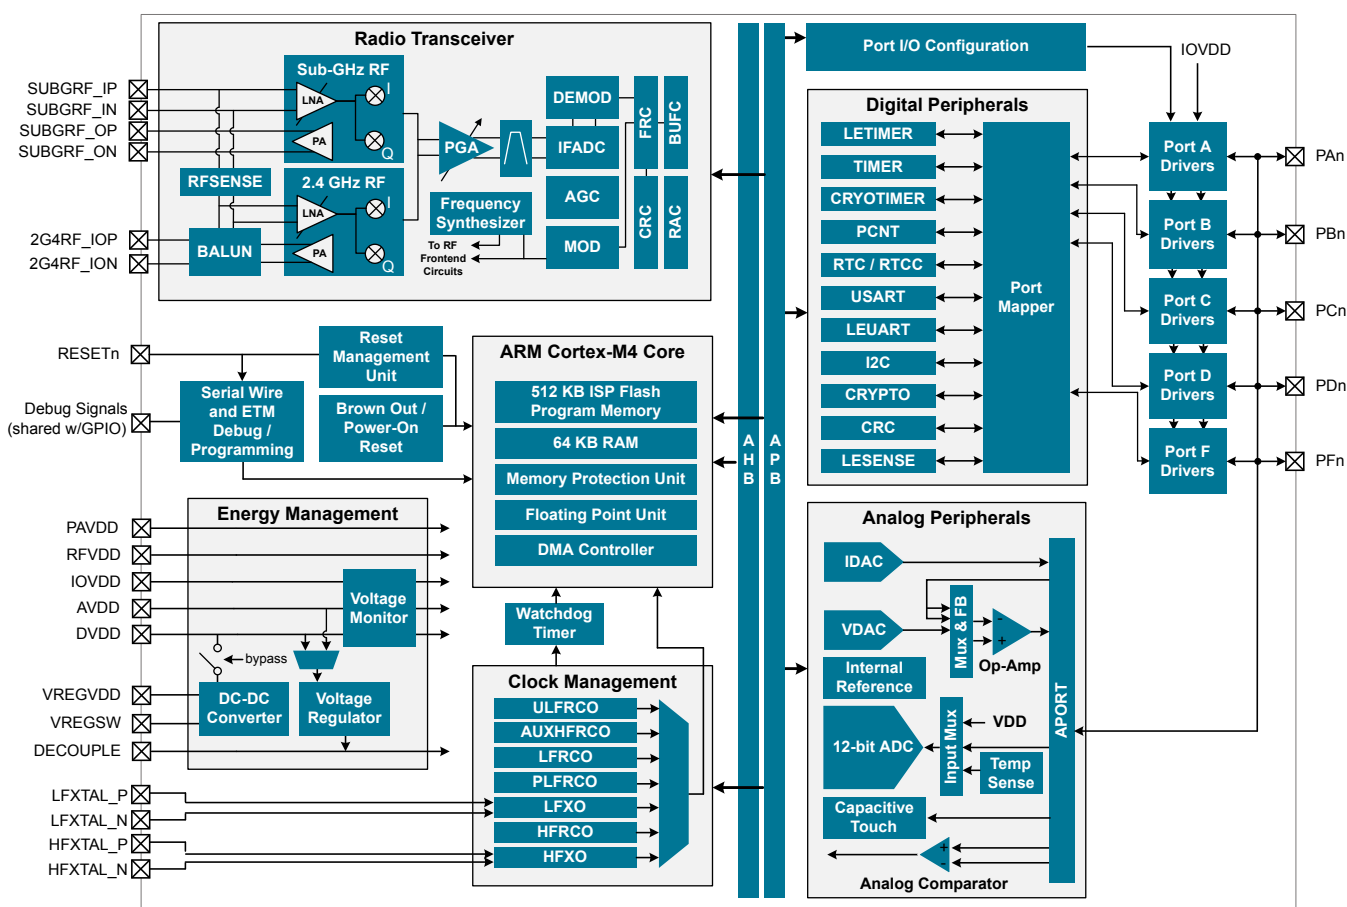 Radio Transceiver
SUBGRF_IP
SUBGRF_IN
SUBGRF_OP
SUBGRF_ON
2G4RF_IOP
2G4RF_ION
Sub-GHz RF
LNA
I
PA
Q
RFSENSE
2.4 GHz RF
LNA
I
PA
Q
BALUN
PGA
Frequency
Synthesizer
To RF
Frontend
Circuits
DEMOD
IFADC
AGC
MOD
FRC
BUFC
CRC
RAC
RESETn
Debug Signals
(shared w/GPIO)
Reset
Management
Unit
Serial Wire
and ETM
Debug /
Programming
Brown Out /
Power-On
Reset
ARM Cortex-M4 Core
512 KB ISP Flash
Program Memory
64 KB RAM
Memory Protection Unit
Floating Point Unit
DMA Controller
Watchdog
Timer
Energy Management
PAVDD
RFVDD
IOVDD
AVDD
DVDD
VREGVDD
VREGSW
DECOUPLE
Voltage
Monitor
bypass
DC-DC
Converter
Voltage
Regulator
LFXTAL_P
LFXTAL_N
HFXTAL_P
HFXTAL_N
Clock Management
ULFRCO
AUXHFRCO
LFRCO
PLFRCO
LFXO
HFRCO
HFXO
A
H
B
A
P
B
Port I/O Configuration
IOVDD
Digital Peripherals
LETIMER
TIMER
CRYOTIMER
PCNT
RTC / RTCC
USART
LEUART
I2C
CRYPTO
CRC
LESENSE
Port
Mapper
Port A
Drivers
Port B
Drivers
Port C
Drivers
Port D
Drivers
Port F
Drivers
PAn
PBn
PCn
PDn
PFn
Analog Peripherals
IDAC
VDAC
Mux & FB
-
+
Op-Amp
Internal
Reference
12-bit ADC
Input Mux
VDD
Temp
Sense
Capacitive
Touch
+
-
Analog Comparator
APORT